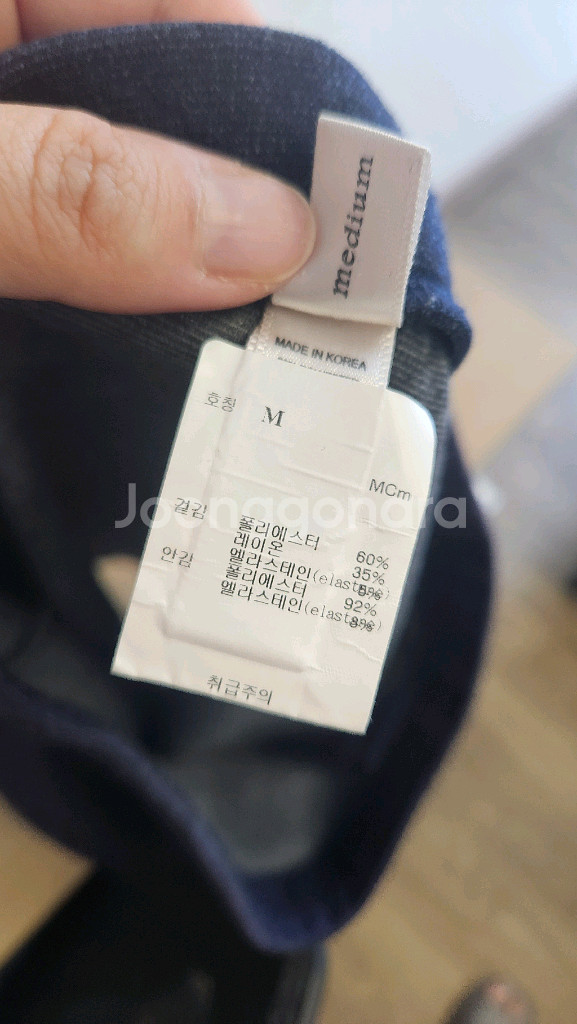 medium
MADE IN KOREA
호칭 M
MCm
Joonggonara
겉감 폴리에스터 60%
레이온 35%
엘라스테인(elastane) 5%
안감 폴리에스터 92%
엘라스테인(elastane) 8%
취급주의